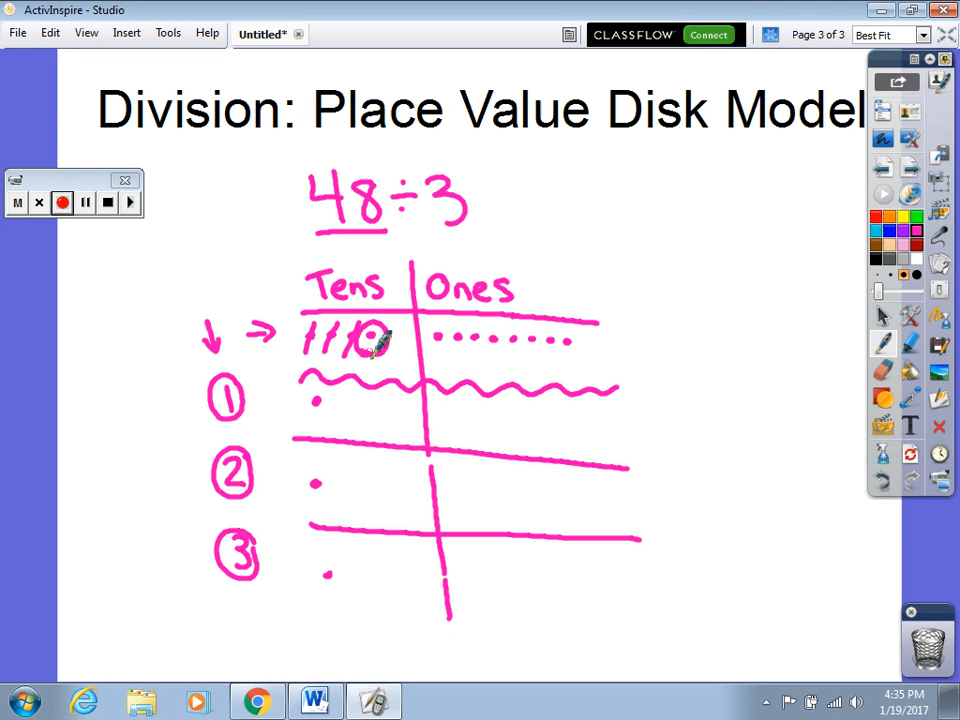 ActivInspire - Studio
File Edit View Insert Tools Help Untitled* CLASSFLOW Connect Page 3 of 3 Best Fit
Division: Place Value Disk Model
48÷3
M
Tens Ones
1
2
3
4:35 PM
1/19/2017